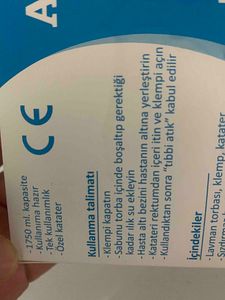 A
CE
-1750 ml. kapasite
-Kullanıma hazır
-Tek kullanımlık
-Özel katater
Kullanma talimatı
-Klempi kapatın
-Sabunu torba içinde boşaltıp gerektiği
kadar ılık su ekleyin
-Hasta altı bezini hastanın altına yerleştirin
-Katateri rektumdan içeri itin ve klempi açın
-Kullandıktan sonra "tıbbi atık" kabul edilir
İçindekiler
-Lavman torbası, klemp, katater